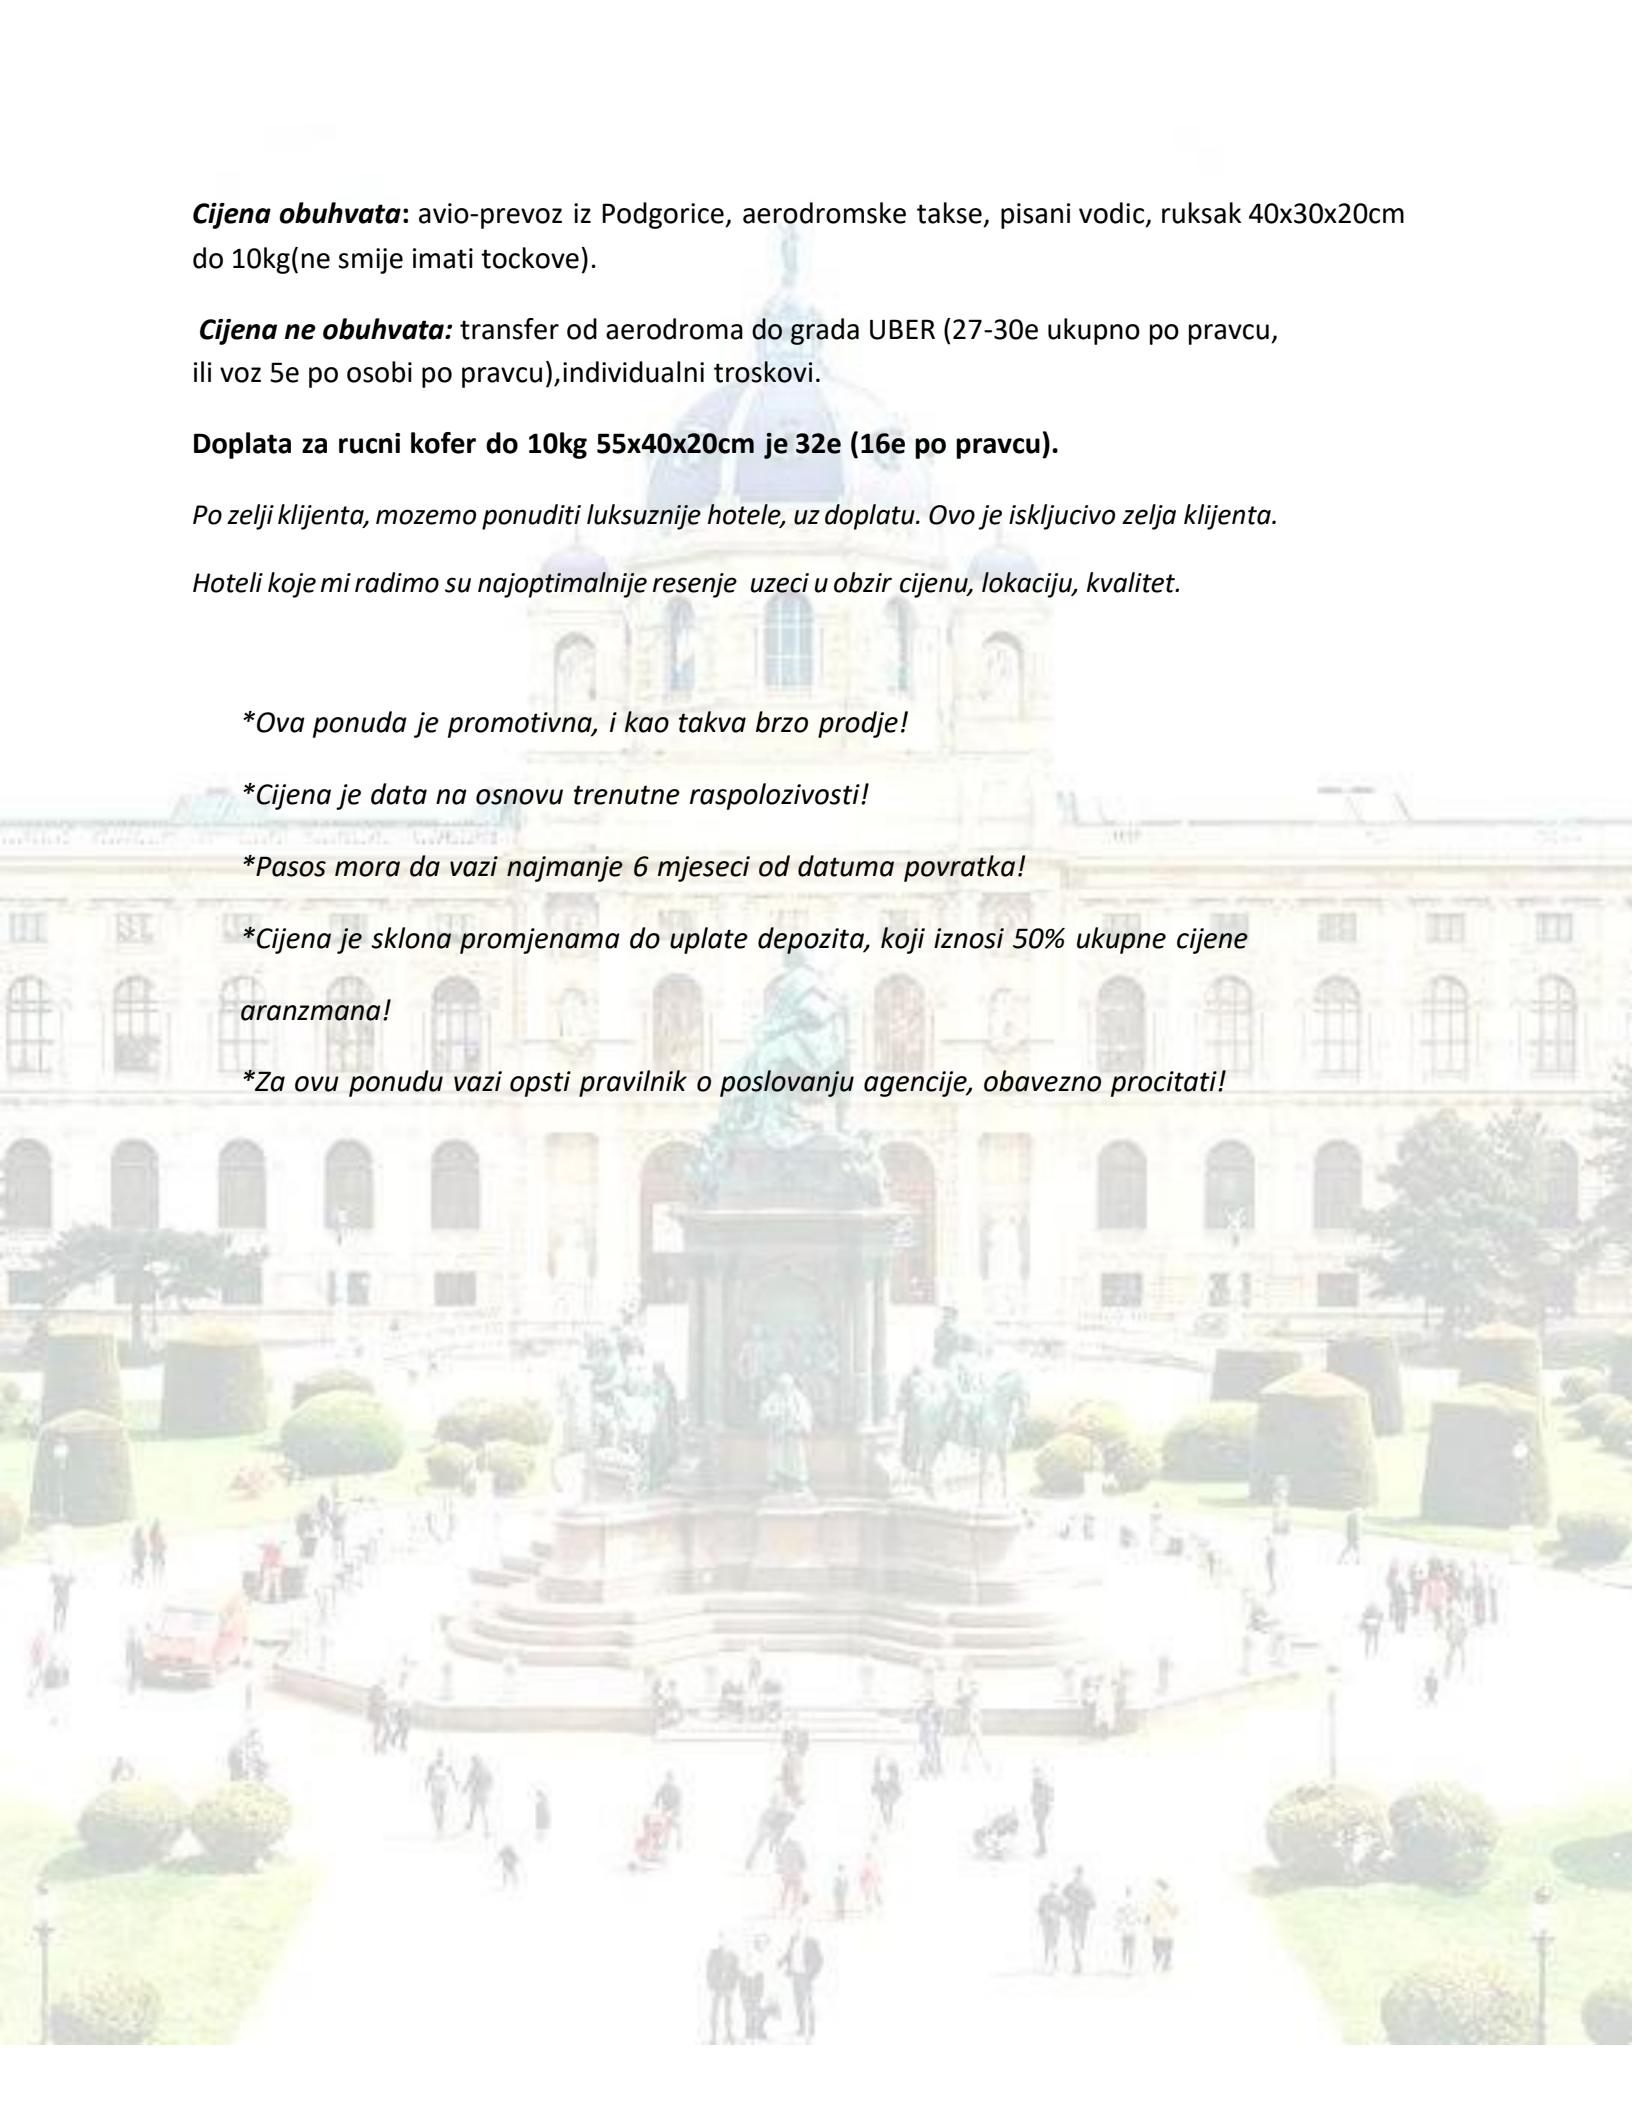 Cijena obuhvata: avio-prevoz iz Podgorice, aerodromske takse, pisani vodic, ruksak 40x30x20cm
do 10kg(ne smije imati tockove).
Cijena ne obuhvata: transfer od aerodroma do grada UBER (27-30e ukupno po pravcu,
ili voz 5e po osobi po pravcu),individualni troskovi.
Doplata za rucni kofer do 10kg 55x40x20cm je 32e (16e po pravcu).
Po zelji klijenta, mozemo ponuditi luksuznije hotele, uz doplatu. Ovo je iskljucivo zelja klijenta.
Hoteli koje mi radimo su najoptimalnije resenje uzeci u obzir cijenu, lokaciju, kvalitet.
*Ova ponuda je promotivna, i kao takva brzo prodje!
*Cijena je data na osnovu trenutne raspolozivosti!
*Pasos mora da vazi najmanje 6 mjeseci od datuma povratka!
*Cijena je sklona promjenama do uplate depozita, koji iznosi 50% ukupne cijene
aranzmana!
*Za ovu ponudu vazi opsti pravilnik o poslovanju agencije, obavezno procitati!